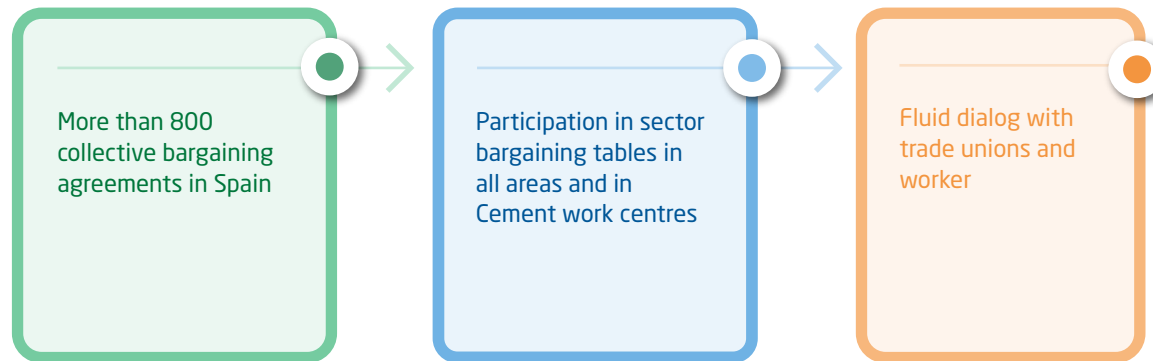 More than 800
collective bargaining
agreements in Spain
Participation in sector
bargaining tables in
all areas and in
Cement work centres
Fluid dialog with
trade unions and
worker